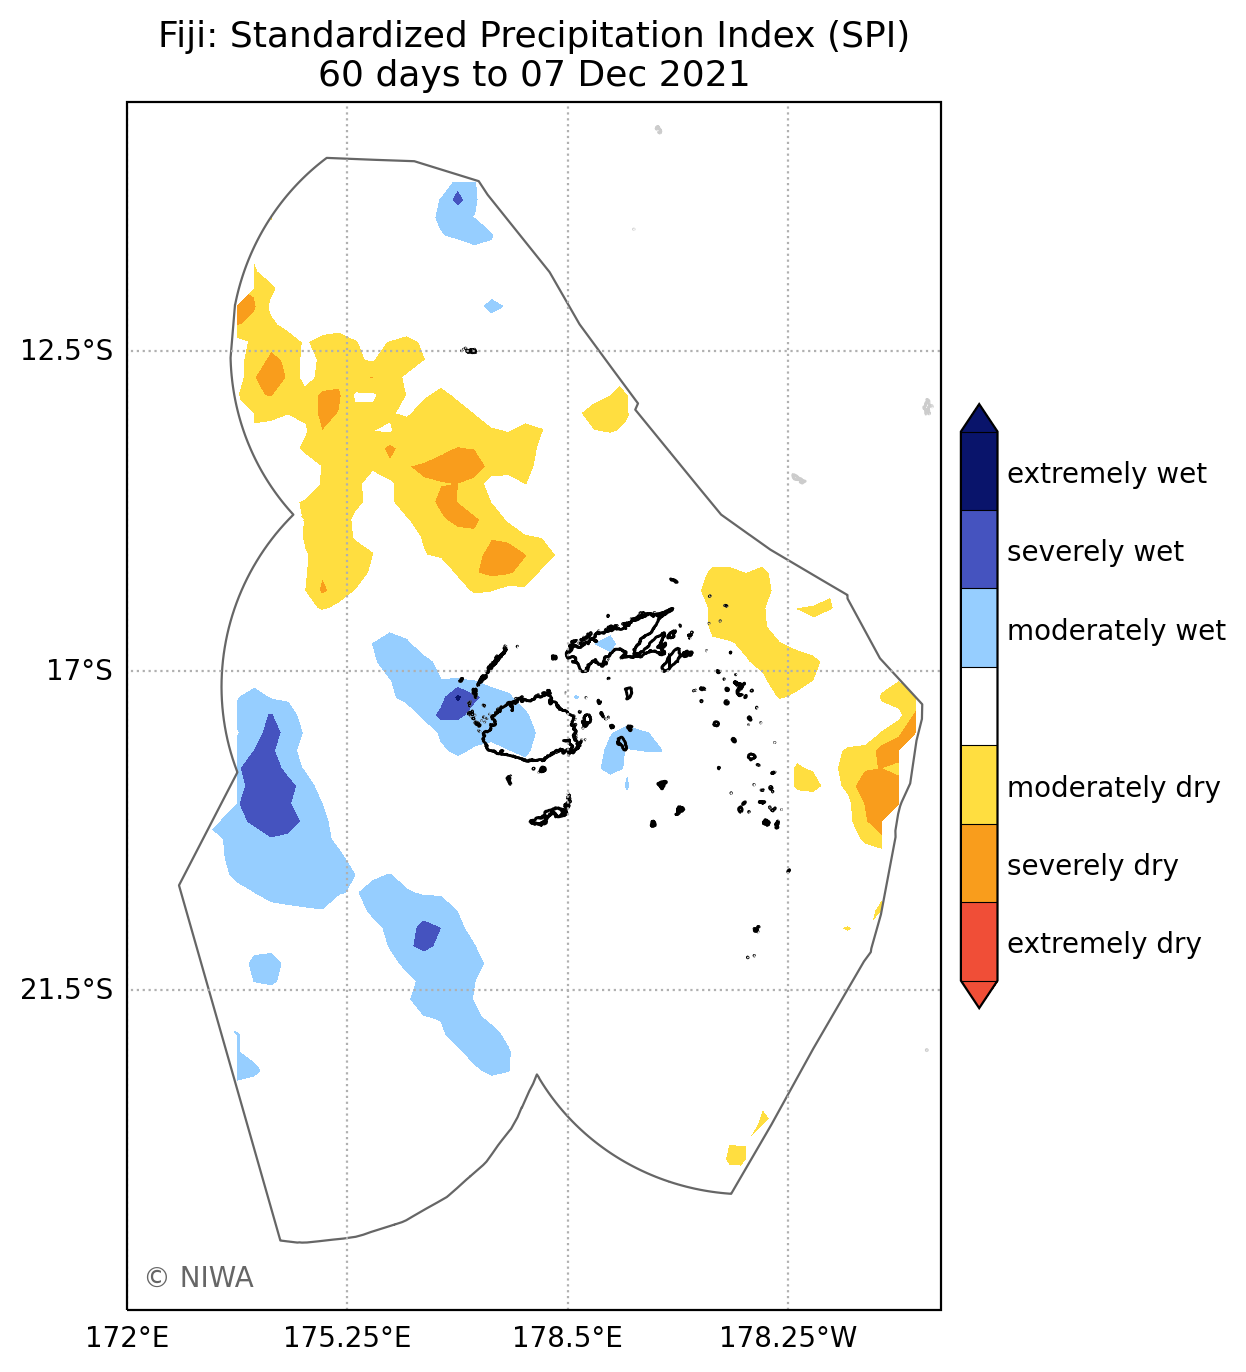 Fiji: Standardized Precipitation Index (SPI)
60 days to 07 Dec 2021
12.5°S
17°S
21.5°S
172°E
175.25°E
178.5°E
178.25°W
extremely wet
severely wet
moderately wet
moderately dry
severely dry
extremely dry
© NIWA